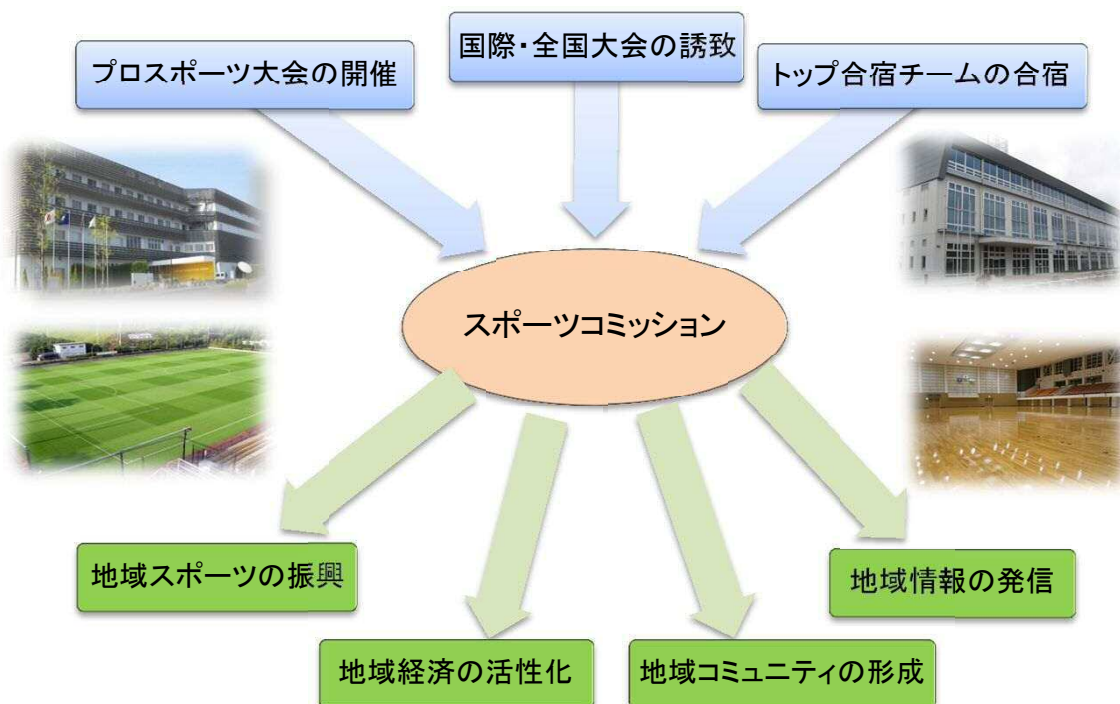 国際・全国大会の誘致
プロスポーツ大会の開催
トップ合宿チームの合宿
スポーツコミッション
地域スポーツの振興
地域情報の発信
地域経済の活性化
地域コミュニティの形成